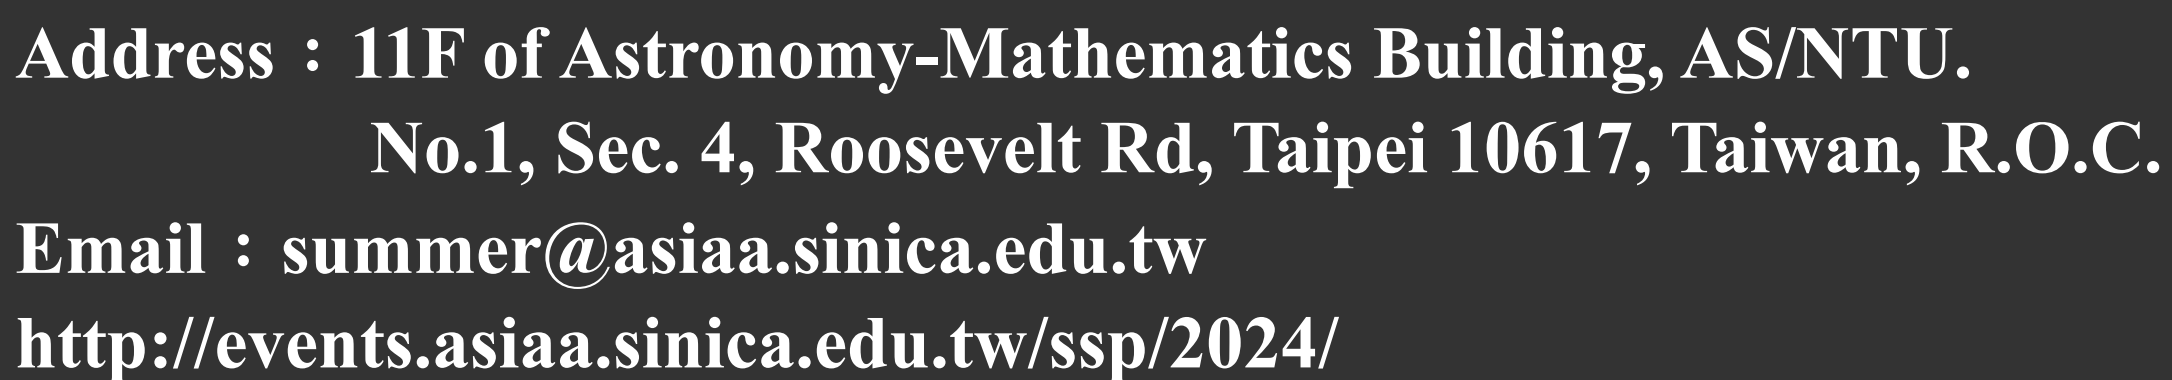 Address：11F of Astronomy-Mathematics Building, AS/NTU.
No.1, Sec. 4, Roosevelt Rd, Taipei 10617, Taiwan, R.O.C.
Email：summer@asiaa.sinica.edu.tw
http://events.asiaa.sinica.edu.tw/ssp/2024/